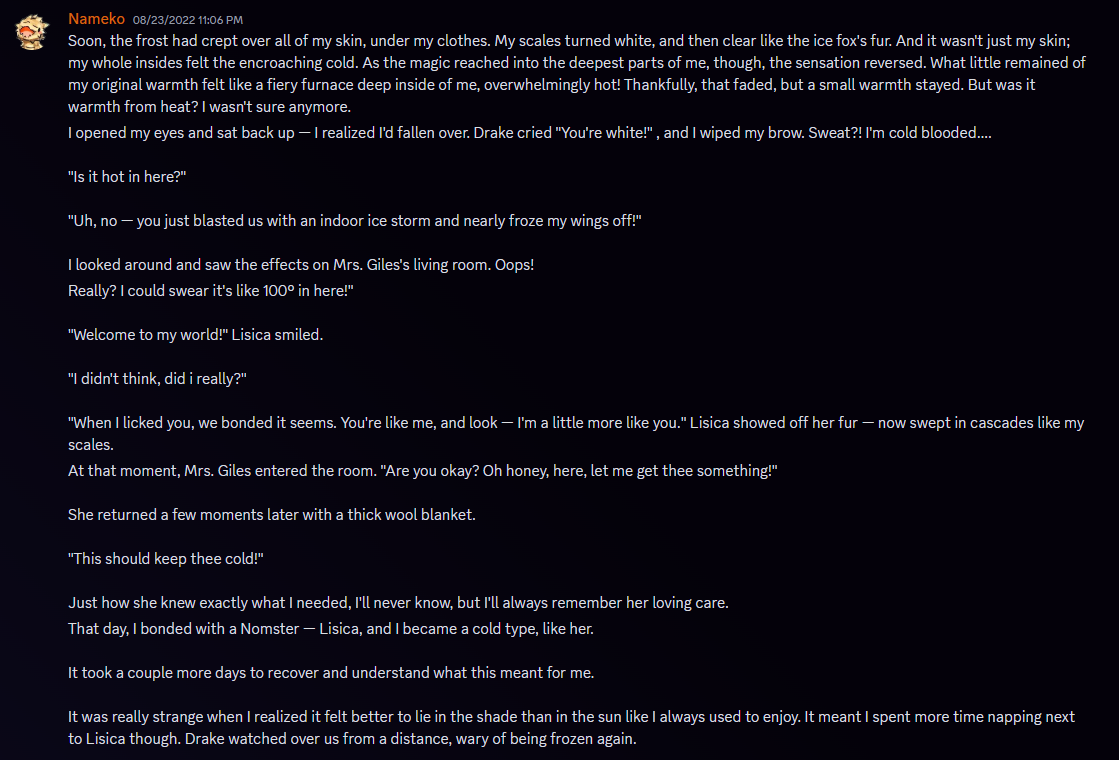 Nameko 08/23/2022 11:06 PM
Soon, the frost had crept over all of my skin, under my clothes. My scales turned white, and then clear like the ice fox's fur. And it wasn't just my skin;
my whole insides felt the encroaching cold. As the magic reached into the deepest parts of me, though, the sensation reversed. What little remained of
my original warmth felt like a fiery furnace deep inside of me, overwhelmingly hot! Thankfully, that faded, but a small warmth stayed. But was it
warmth from heat? I wasn't sure anymore.
I opened my eyes and sat back up — I realized I'd fallen over. Drake cried "You're white!" , and I wiped my brow. Sweat?! I'm cold blooded....
"Is it hot in here?"
"Uh, no — you just blasted us with an indoor ice storm and nearly froze my wings off!"
I looked around and saw the effects on Mrs. Giles's living room. Oops!
Really? I could swear it's like 100º in here!"
"Welcome to my world!" Lisica smiled.
"I didn't think, did i really?"
"When I licked you, we bonded it seems. You're like me, and look — I'm a little more like you." Lisica showed off her fur — now swept in cascades like my
scales.
At that moment, Mrs. Giles entered the room. "Are you okay? Oh honey, here, let me get thee something!"
She returned a few moments later with a thick wool blanket.
"This should keep thee cold!"
Just how she knew exactly what I needed, I'll never know, but I'll always remember her loving care.
That day, I bonded with a Nomster — Lisica, and I became a cold type, like her.
It took a couple more days to recover and understand what this meant for me.
It was really strange when I realized it felt better to lie in the shade than in the sun like I always used to enjoy. It meant I spent more time napping next
to Lisica though. Drake watched over us from a distance, wary of being frozen again.